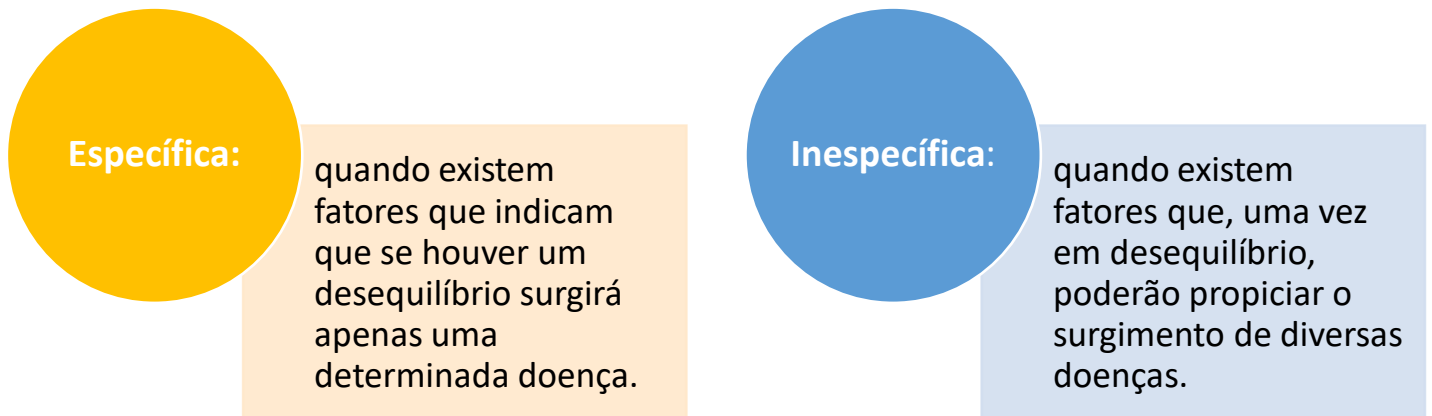 Específica:
quando existem
fatores que indicam
que se houver um
desequilíbrio surgirá
apenas uma
determinada doença.
Inespecífica:
quando existem
fatores que, uma vez
em desequilíbrio,
poderão propiciar o
surgimento de diversas
doenças.